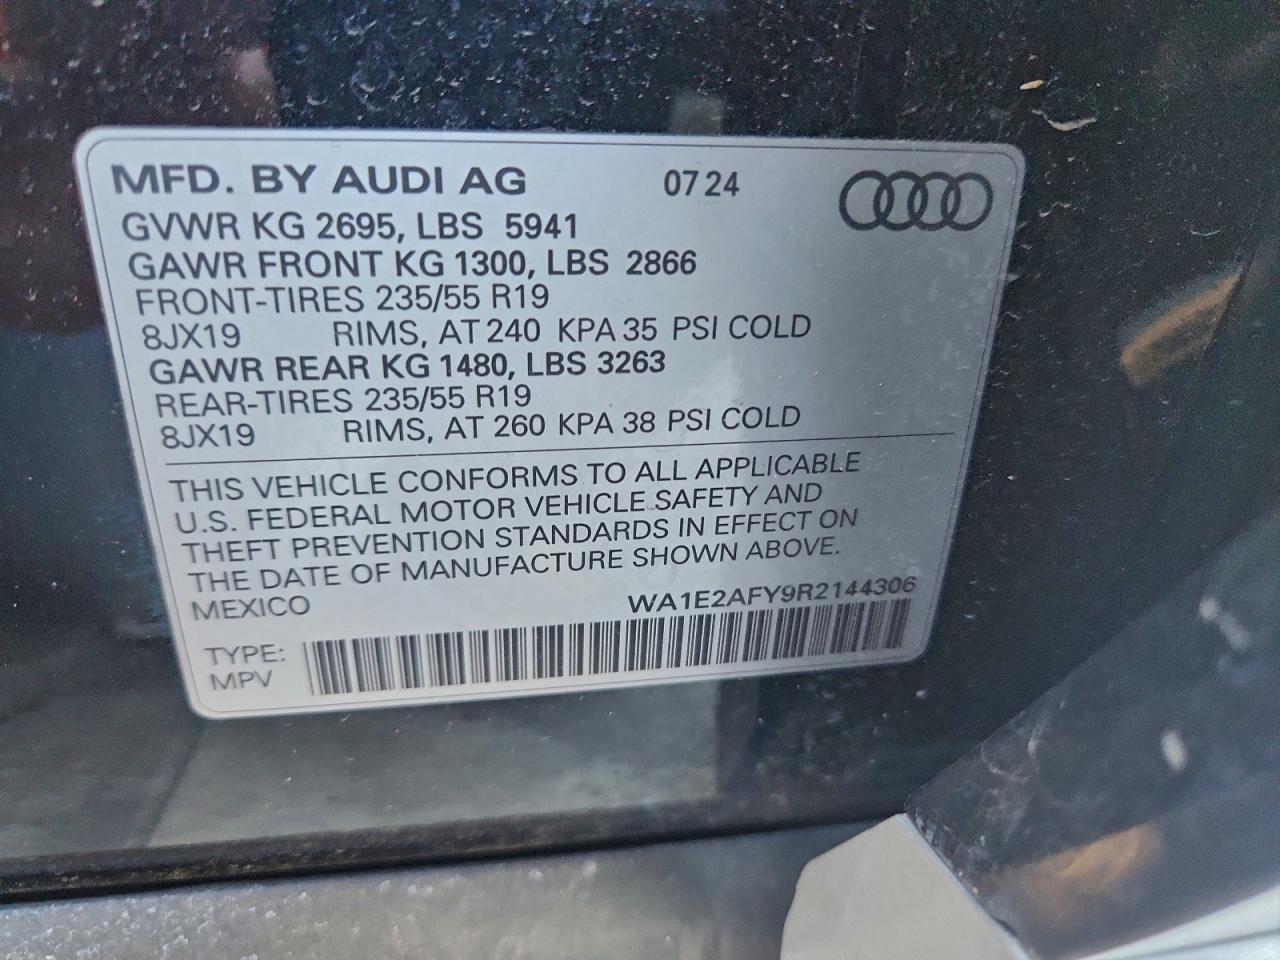 MFD. BY AUDI AG 0724
GVWR KG 2695, LBS 5941
GAWR FRONT KG 1300, LBS 2866
FRONT-TIRES 235/55 R19
8JX19 RIMS, AT 240 KPA 35 PSI COLD
GAWR REAR KG 1480, LBS 3263
REAR-TIRES 235/55 R19
8JX19 RIMS, AT 260 KPA 38 PSI COLD
THIS VEHICLE CONFORMS TO ALL APPLICABLE
U.S. FEDERAL MOTOR VEHICLE SAFETY AND
THEFT PREVENTION STANDARDS IN EFFECT ON
THE DATE OF MANUFACTURE SHOWN ABOVE.
MEXICO WA1E2AFY9R2144306
TYPE:
MPV